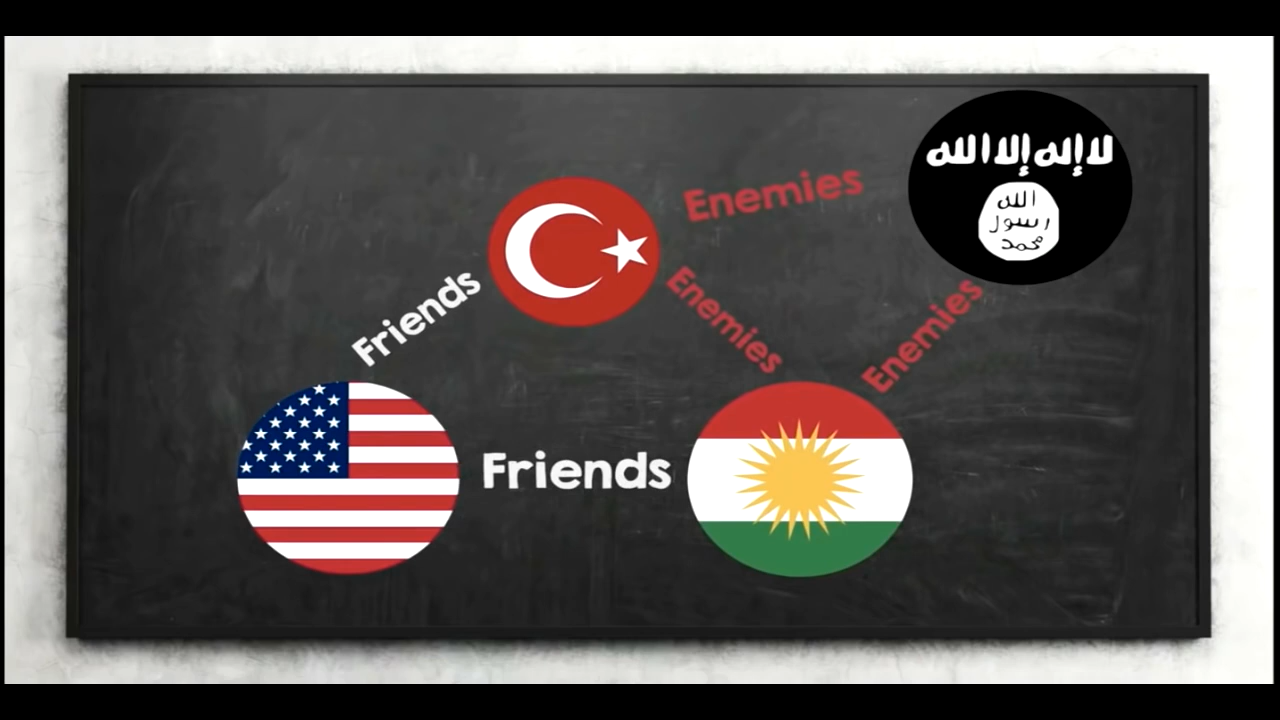 لا إله إلا الله
الله
رسول
محمد
Enemies
Friends
Enemies
Enemies
Friends